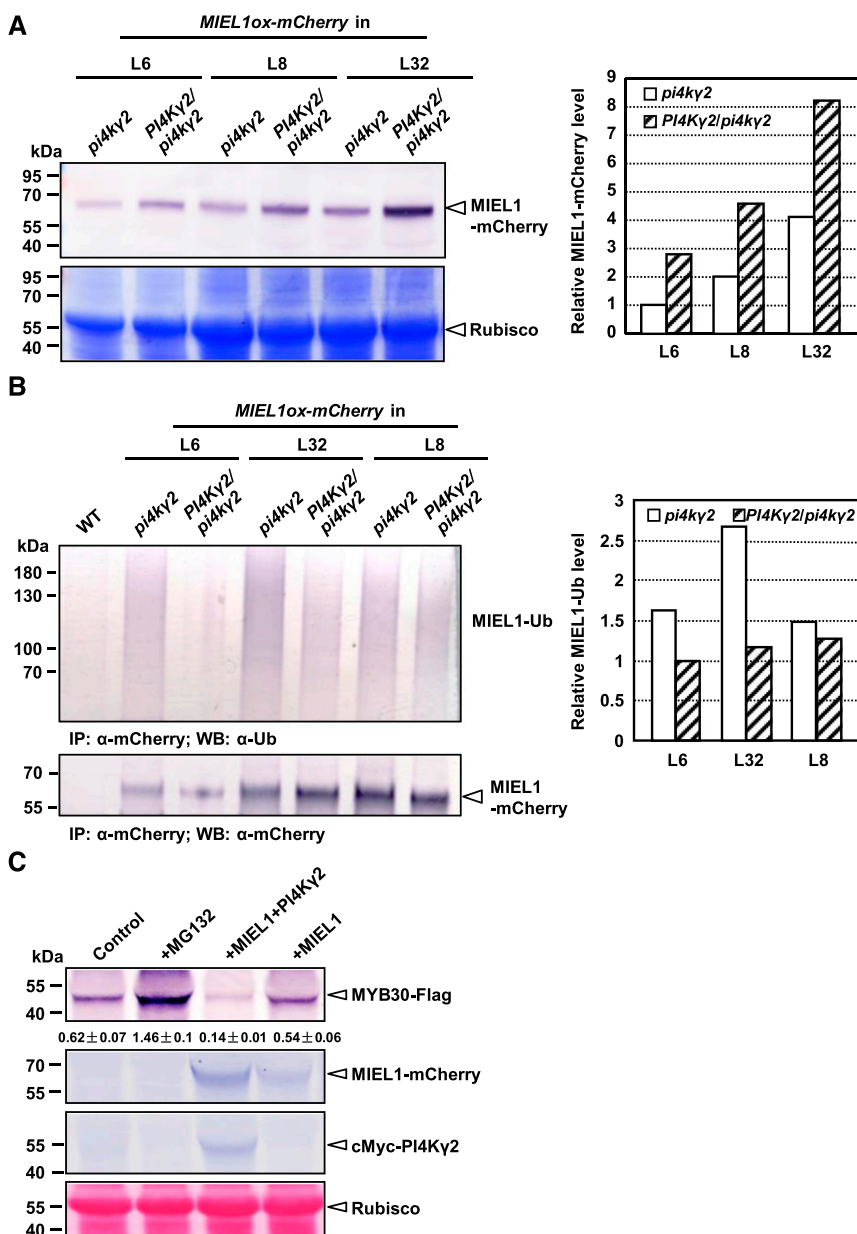 A
MIEL1ox-mCherry in
L6 L8 L32
pi4kγ2 PI4Kγ2/pi4kγ2 pi4kγ2 PI4Kγ2/pi4kγ2 pi4kγ2 PI4Kγ2/pi4kγ2
kDa
95
70
55
40
MIEL1
-mCherry
95
70
55
40
Rubisco
Relative MIEL1-mCherry level
9
8
7
6
5
4
3
2
1
0
pi4kγ2
PI4Kγ2/pi4kγ2
L6 L8 L32
B
MIEL1ox-mCherry in
L6 L32 L8
WT pi4kγ2 PI4Kγ2/pi4kγ2 pi4kγ2 PI4Kγ2/pi4kγ2 pi4kγ2 PI4Kγ2/pi4kγ2
kDa
180
130
100
70
MIEL1-Ub
IP: α-mCherry; WB: α-Ub
70
55
MIEL1
-mCherry
IP: α-mCherry; WB: α-mCherry
Relative MIEL1-Ub level
3
2.5
2
1.5
1
0.5
0
pi4kγ2 PI4Kγ2/pi4kγ2
L6 L32 L8
C
Control +MG132 +MIEL1+PI4Kγ2 +MIEL1
kDa
55
40
MYB30-Flag
0.62±0.07 1.46±0.1 0.14±0.01 0.54±0.06
70
55
MIEL1-mCherry
55
40
cMyc-PI4Kγ2
55
40
Rubisco